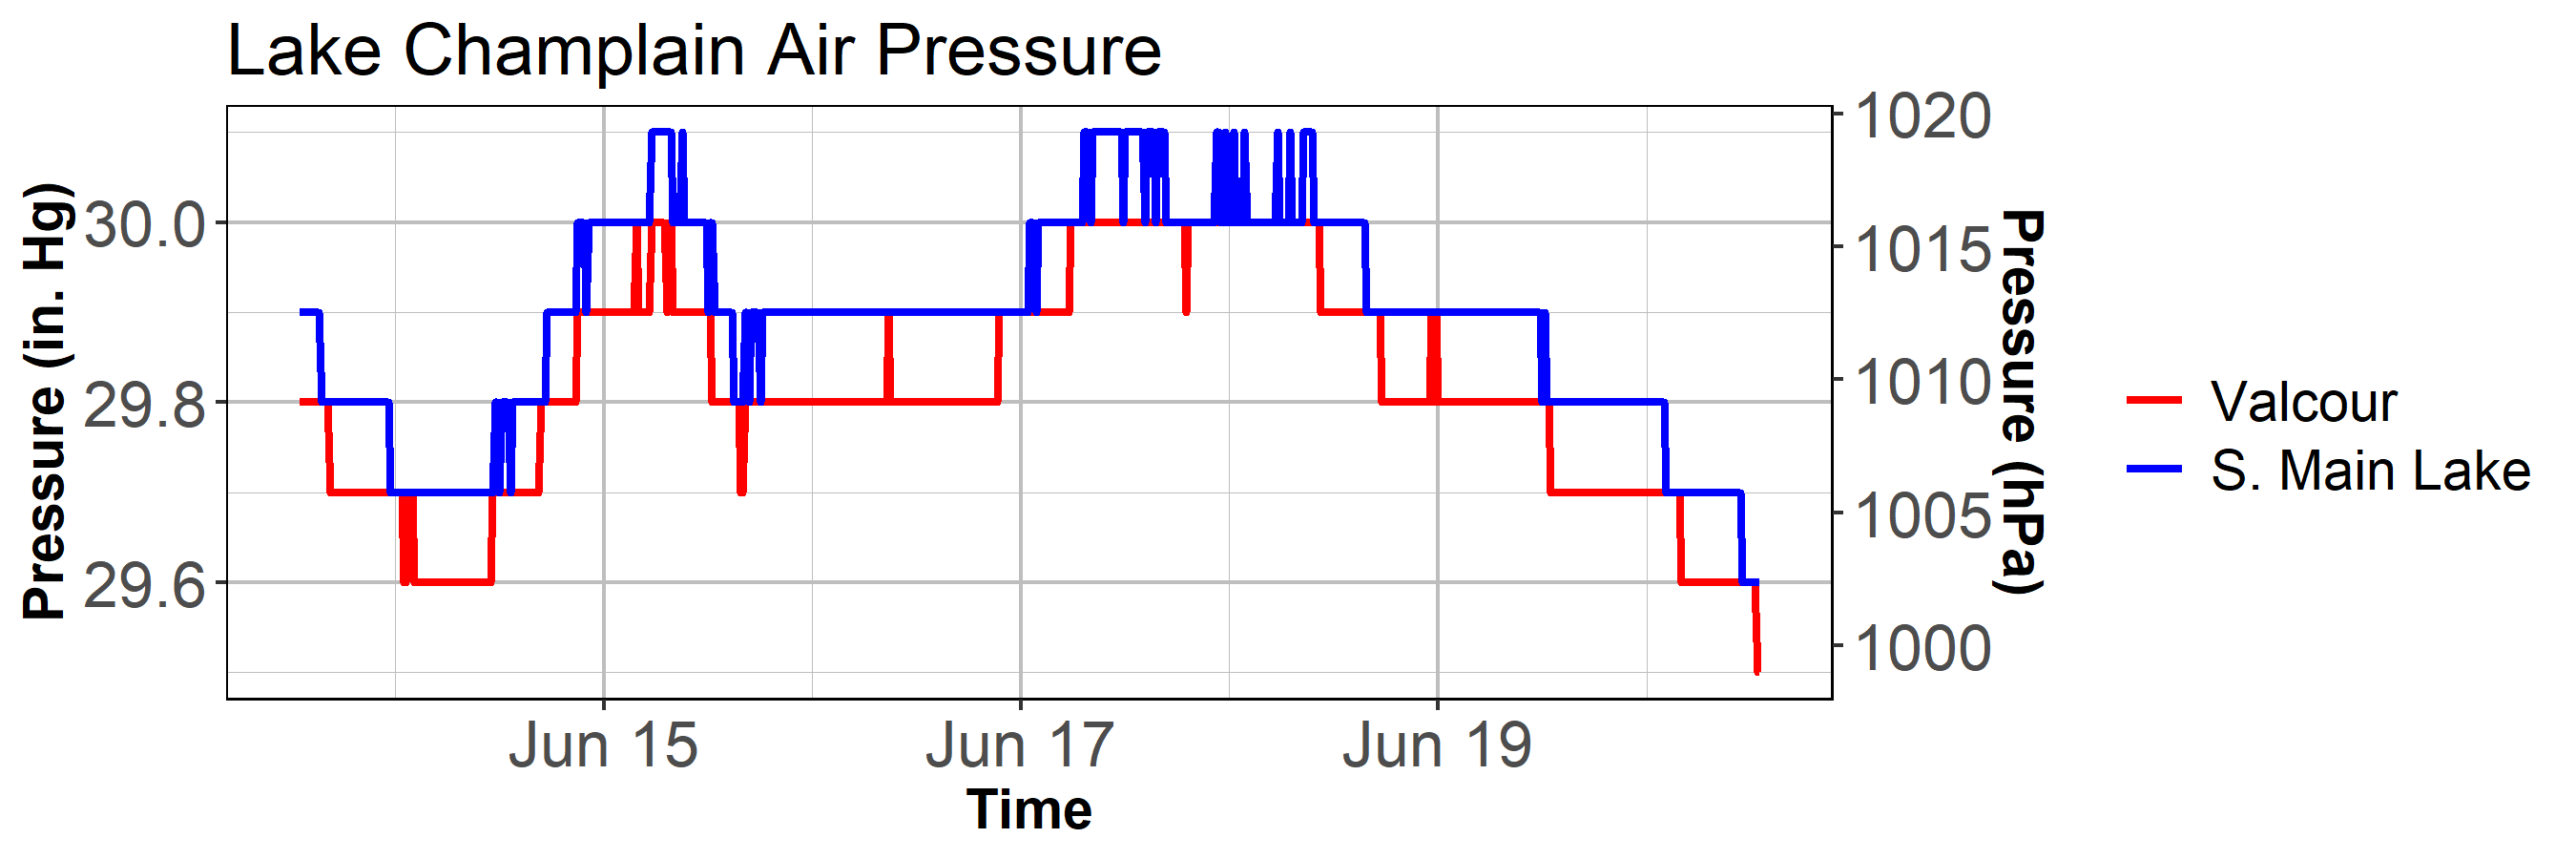 Lake Champlain Air Pressure
Pressure (in. Hg)
30.0
29.8
29.6
1020
1015
1010
1005
1000
Pressure (hPa)
Jun 15
Jun 17
Jun 19
Time
Valcour
S. Main Lake